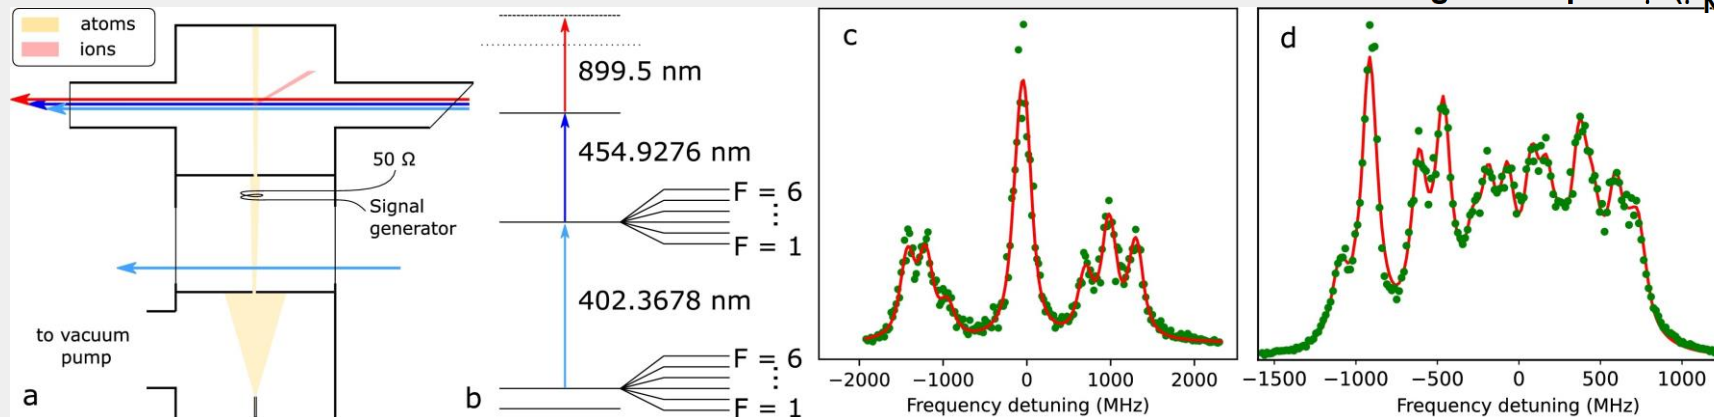 atoms
ions
50 Ω
Signal
generator
to vacuum
pump
a
899.5 nm
454.9276 nm
F = 6
⋮
F = 1
402.3678 nm
F = 6
⋮
F = 1
b
c
−2000 −1000 0 1000 2000
Frequency detuning (MHz)
d
−1500 −1000 −500 0 500 1000
Frequency detuning (MHz)